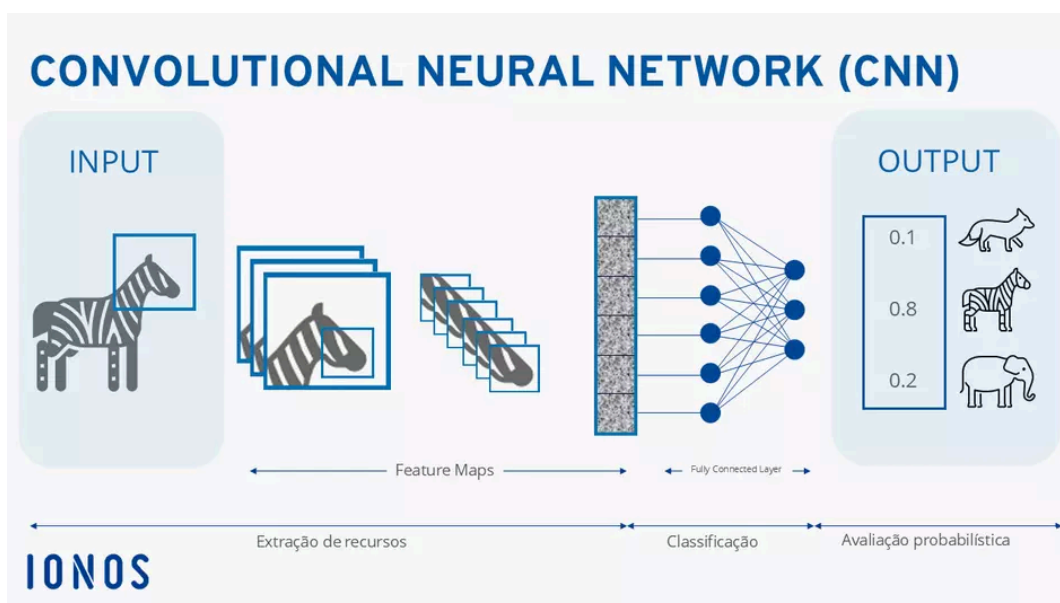 CONVOLUTIONAL NEURAL NETWORK (CNN)
INPUT
OUTPUT
0.1
0.8
0.2
Feature Maps
Fully Connected Layer
Extração de recursos
Classificação
Avaliação probabilística
IONOS